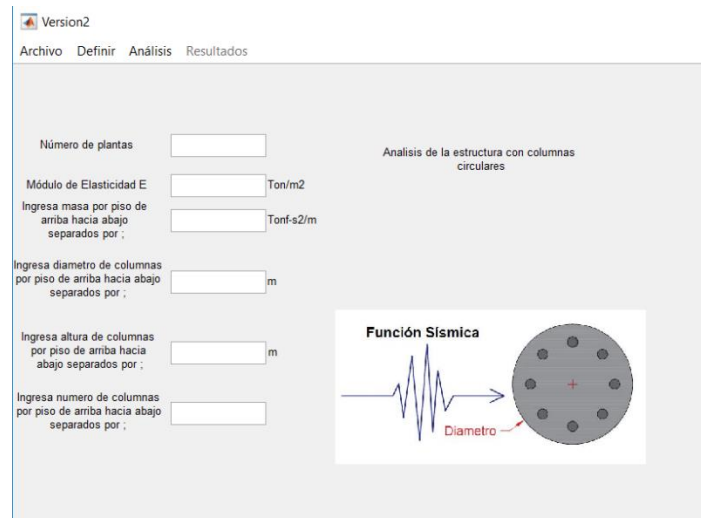 Version2
Archivo Definir Análisis Resultados
Número de plantas
Analisis de la estructura con columnas
circulares
Módulo de Elasticidad E
Ton/m2
Ingresa masa por piso de
arriba hacia abajo
separados por ;
Tonf-s2/m
Ingresa diametro de columnas
por piso de arriba hacia abajo
separados por ;
m
Ingresa altura de columnas
por piso de arriba hacia
abajo separados por ;
m
Ingresa numero de columnas
por piso de arriba hacia abajo
separados por ;
Función Sísmica
Diametro